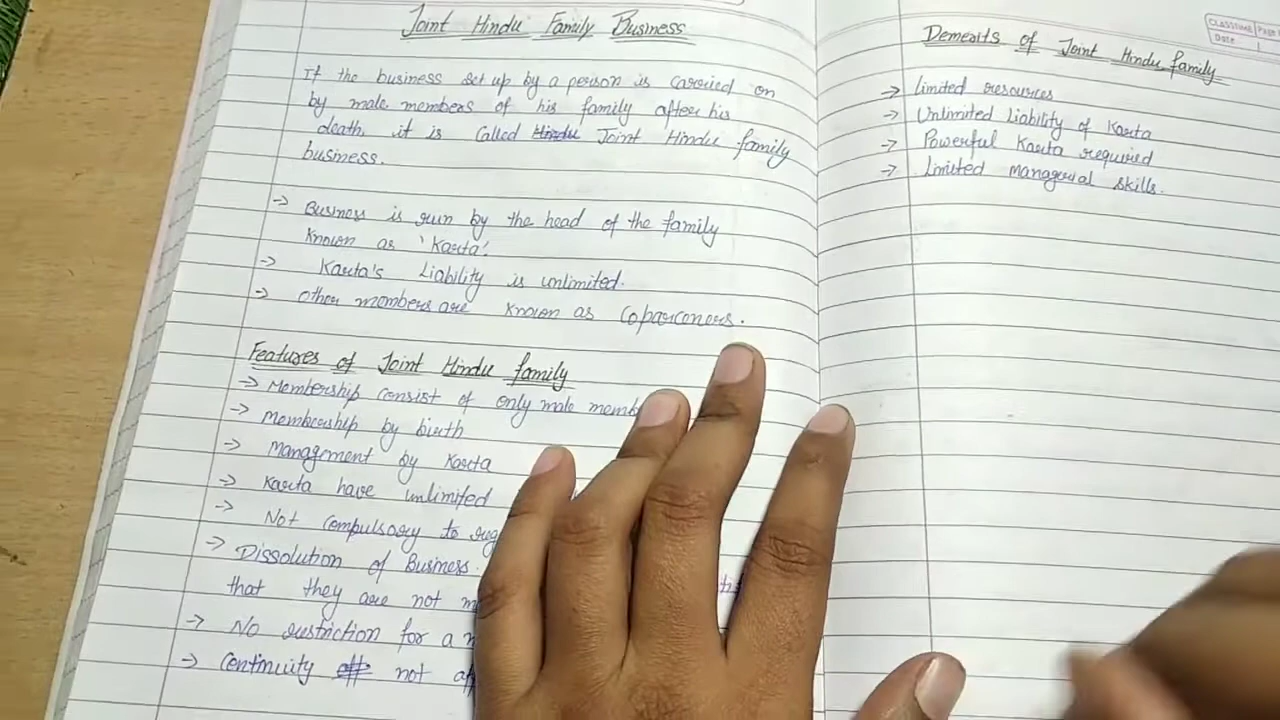 Joint Hindu Family Business
If the business set up by a person is carried on
by male members of his family after his
death, it is called Hindu Joint Hindu family
business.
→ Business is run by the head of the family
known as 'Karta'.
→ Karta's Liability is unlimited.
→ Other members are known as Coparceners.
Features of Joint Hindu family
→ Membership consist of only male
→ Membership by birth
→ Management by Karta
→ Karta have unlimited
→ Not compulsory to
→ Dissolution of Business.
that they are not
→ No restriction for a
→ Continuity not
Demerits of Joint Hindu family
→ Limited resources
→ Unlimited Liability of Karta
→ Powerful Karta required
→ Limited managerial skills.
CLASSTIME
Date